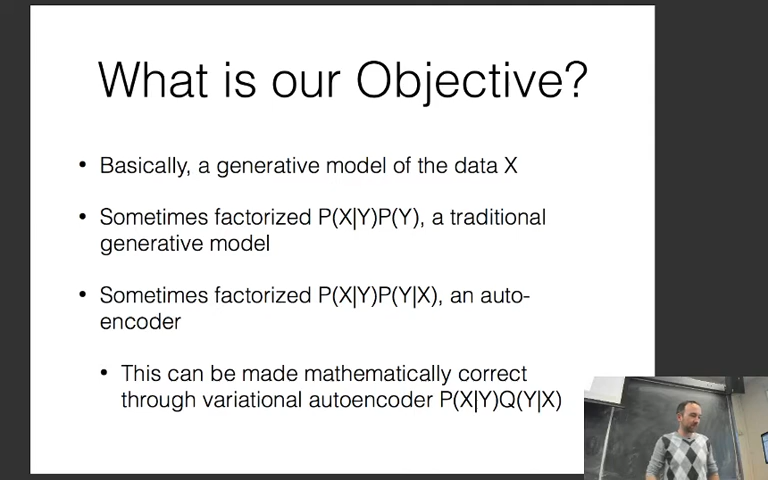 What is our Objective?
• Basically, a generative model of the data X
• Sometimes factorized P(X|Y)P(Y), a traditional
generative model
• Sometimes factorized P(X|Y)P(Y|X), an auto-
encoder
• This can be made mathematically correct
through variational autoencoder P(X|Y)Q(Y|X)